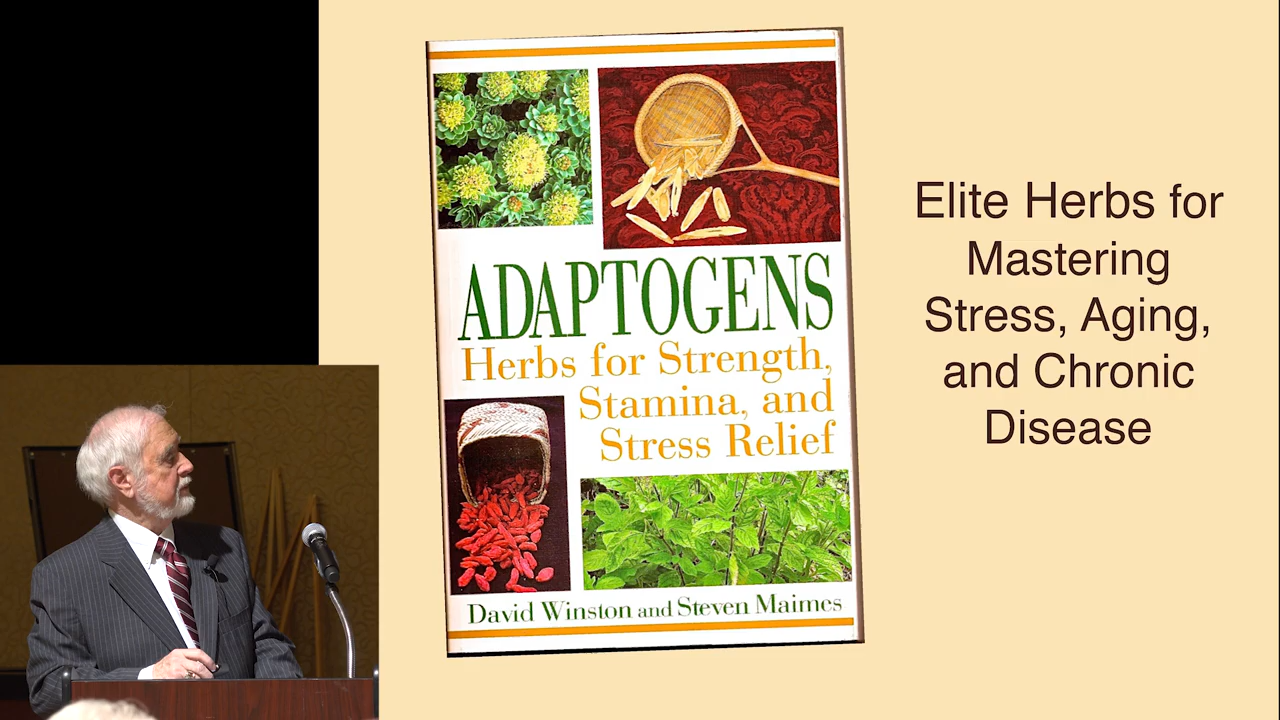 ADAPTOGENS
Herbs for Strength,
Stamina, and
Stress Relief
David Winston and Steven Maimes
Elite Herbs for
Mastering
Stress, Aging,
and Chronic
Disease